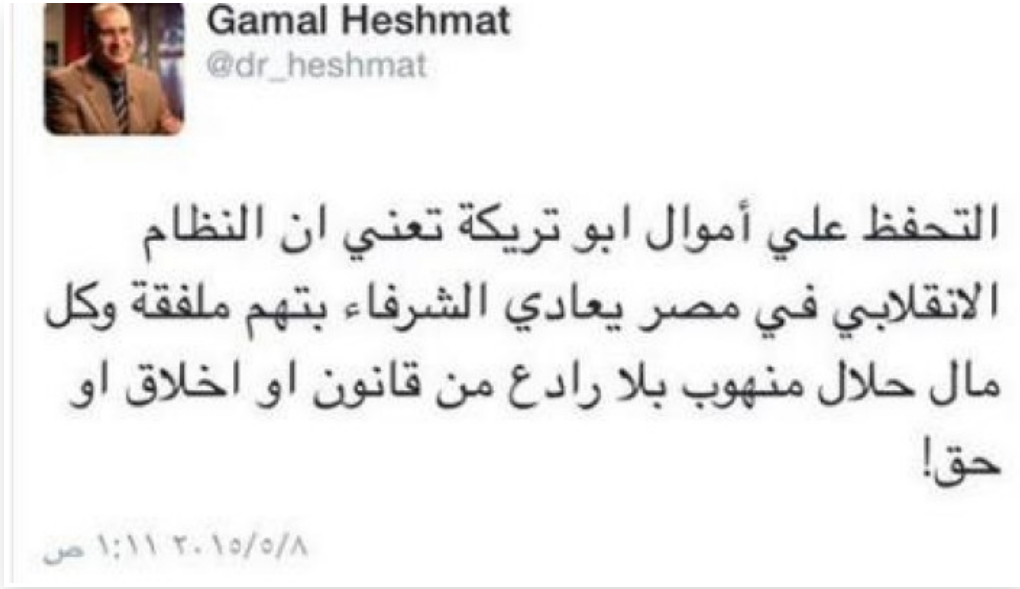 Gamal Heshmat
@dr_heshmat
التحفظ علي أموال ابو تريكة تعني ان النظام
الانقلابي في مصر يعادي الشرفاء بتهم ملفقة وكل
مال حلال منهوب بلا رادع من قانون او اخلاق او
حق!
٢٠١٥/٥/٨ ١:١١ ص